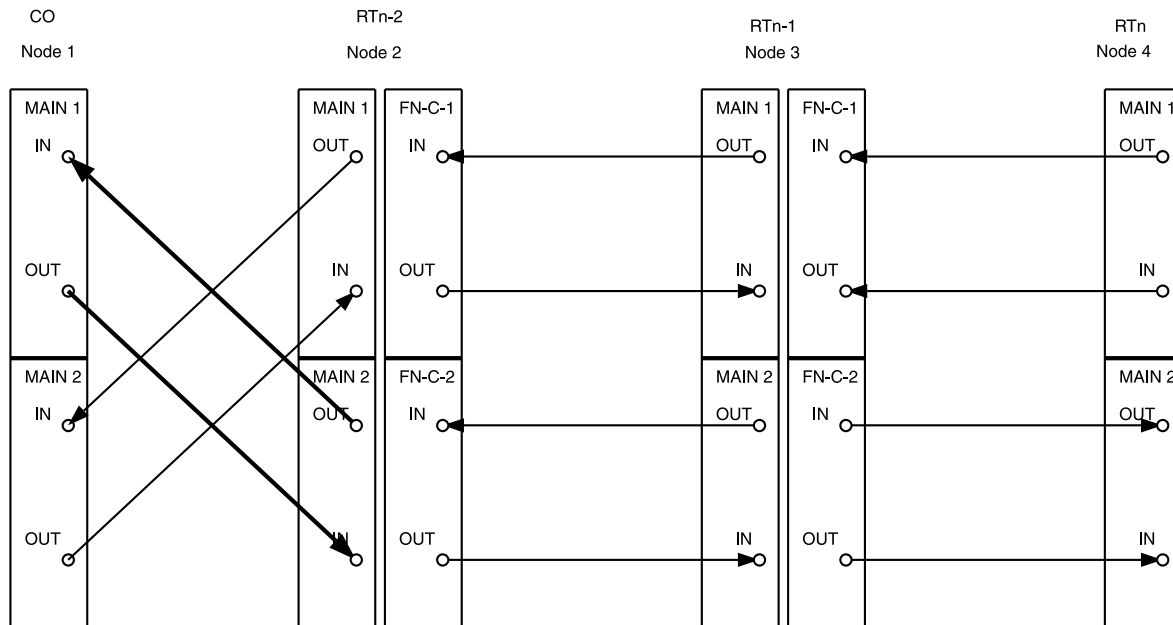 CO
Node 1
RTn-2
Node 2
RTn-1
Node 3
RTn
Node 4
MAIN 1
IN
OUT
MAIN 2
IN
OUT
MAIN 1
OUT
IN
MAIN 2
OUT
IN
FN-C-1
IN
OUT
FN-C-2
IN
OUT
MAIN 1
OUT
IN
MAIN 2
OUT
IN
FN-C-1
IN
OUT
FN-C-2
IN
OUT
MAIN 1
OUT
IN
MAIN 2
OUT
IN